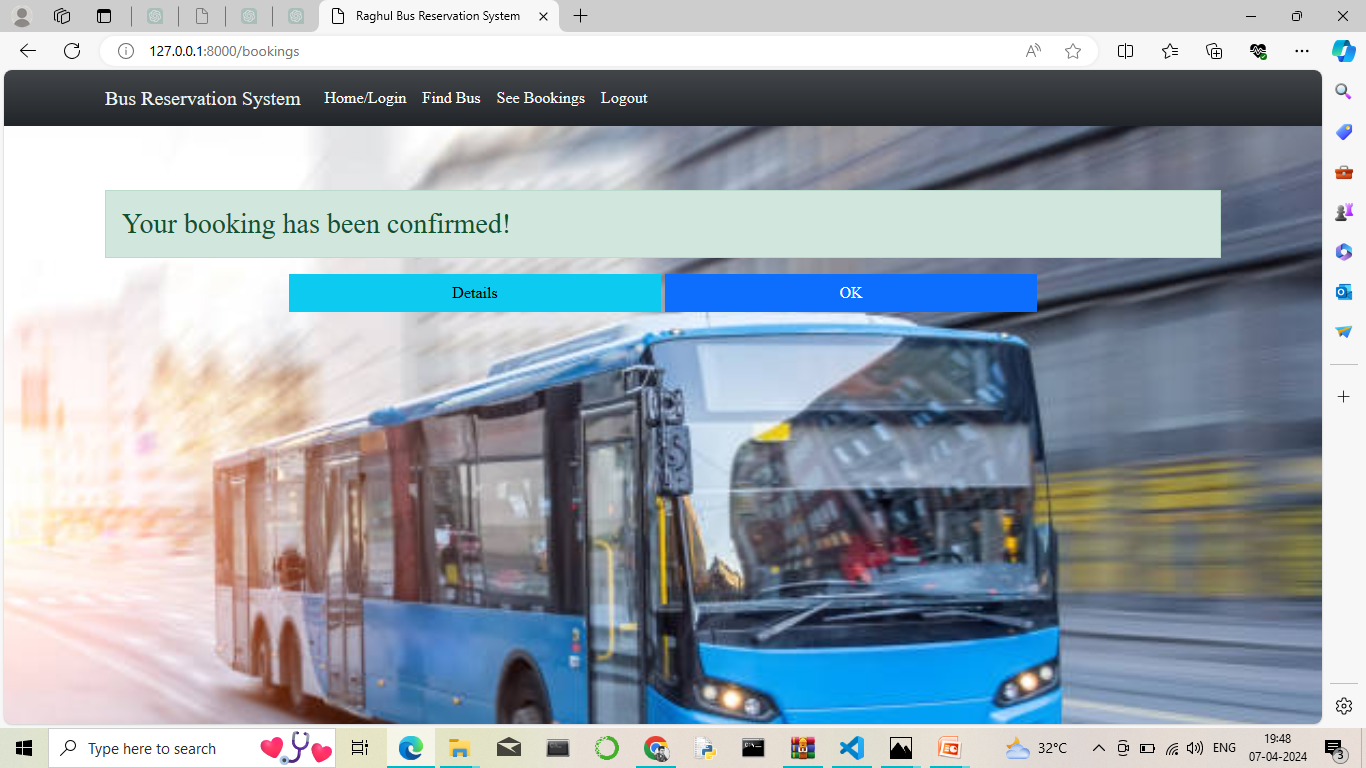 Raghul Bus Reservation System
127.0.0.1:8000/bookings
Bus Reservation System Home/Login Find Bus See Bookings Logout
Your booking has been confirmed!
Details OK
Type here to search 32°C ENG 19:48
07-04-2024 3